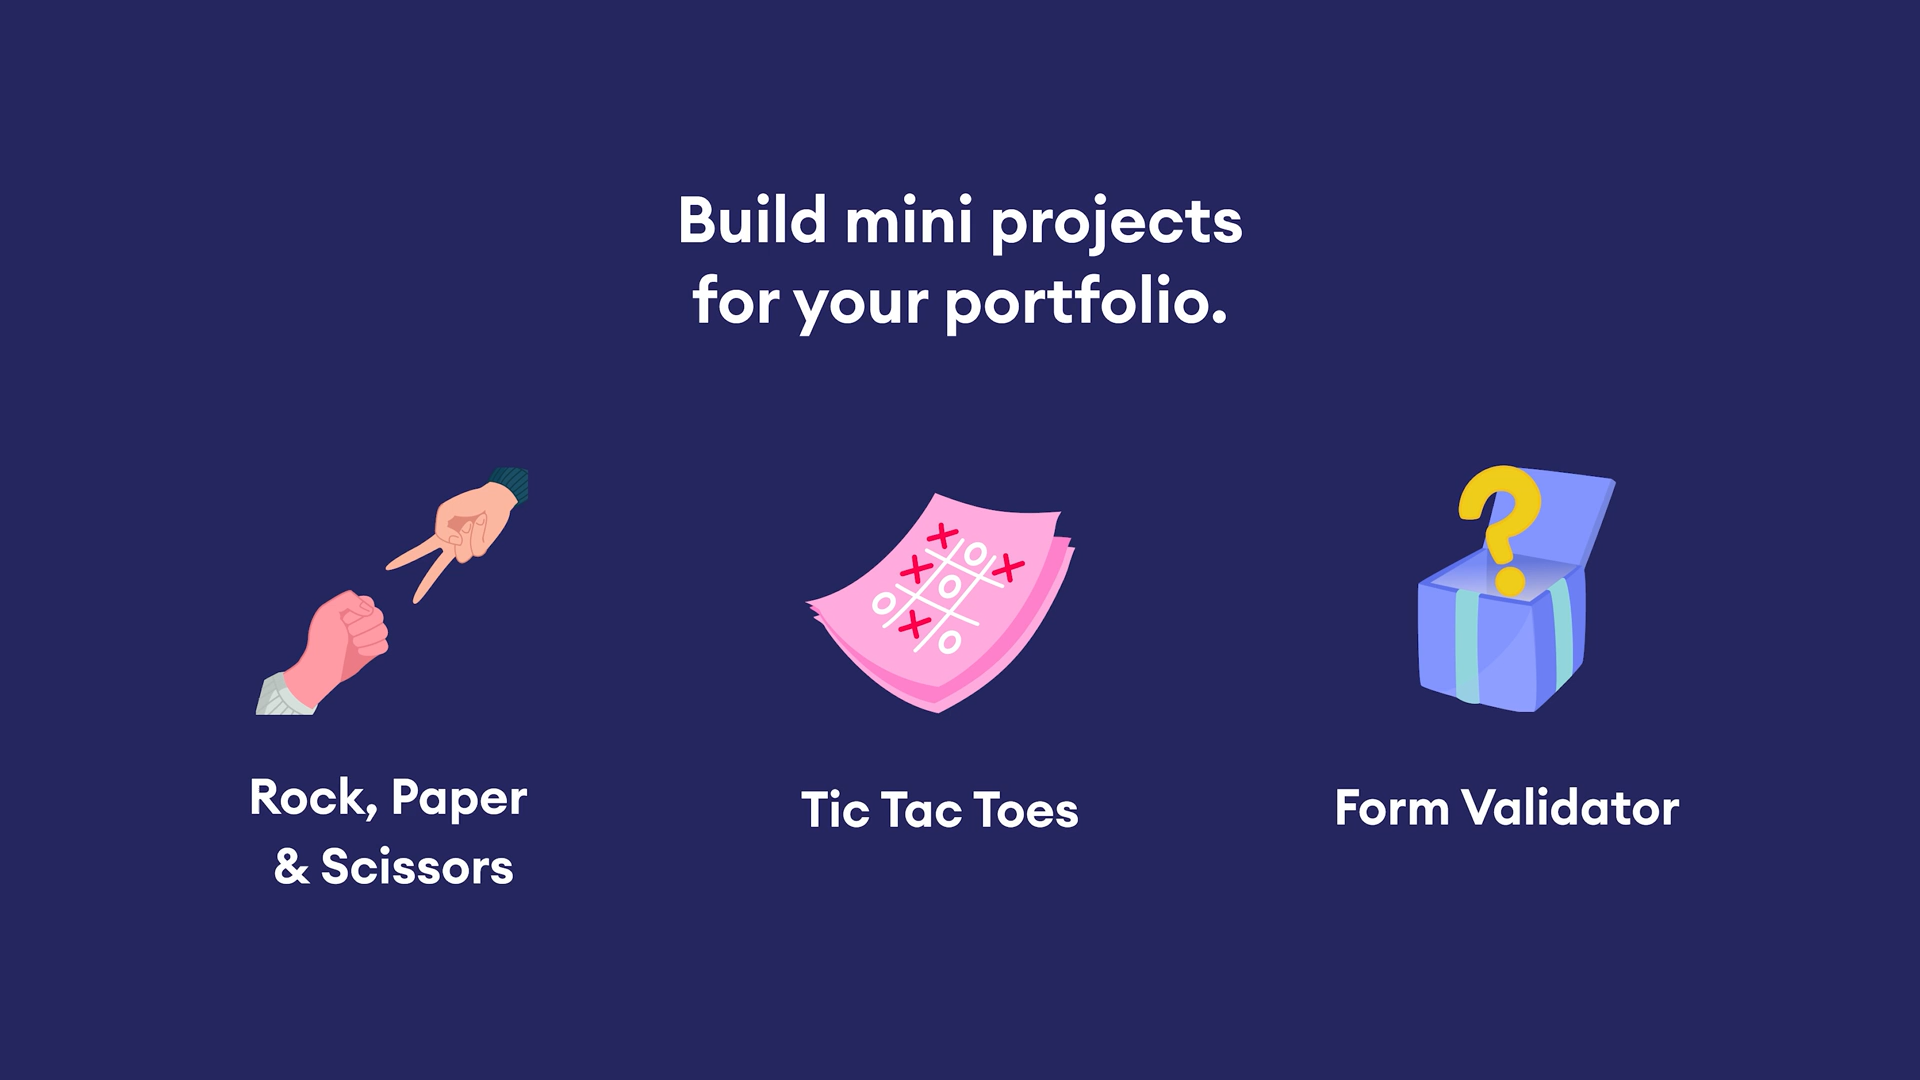 Build mini projects
for your portfolio.
Rock, Paper
& Scissors
Tic Tac Toes
Form Validator